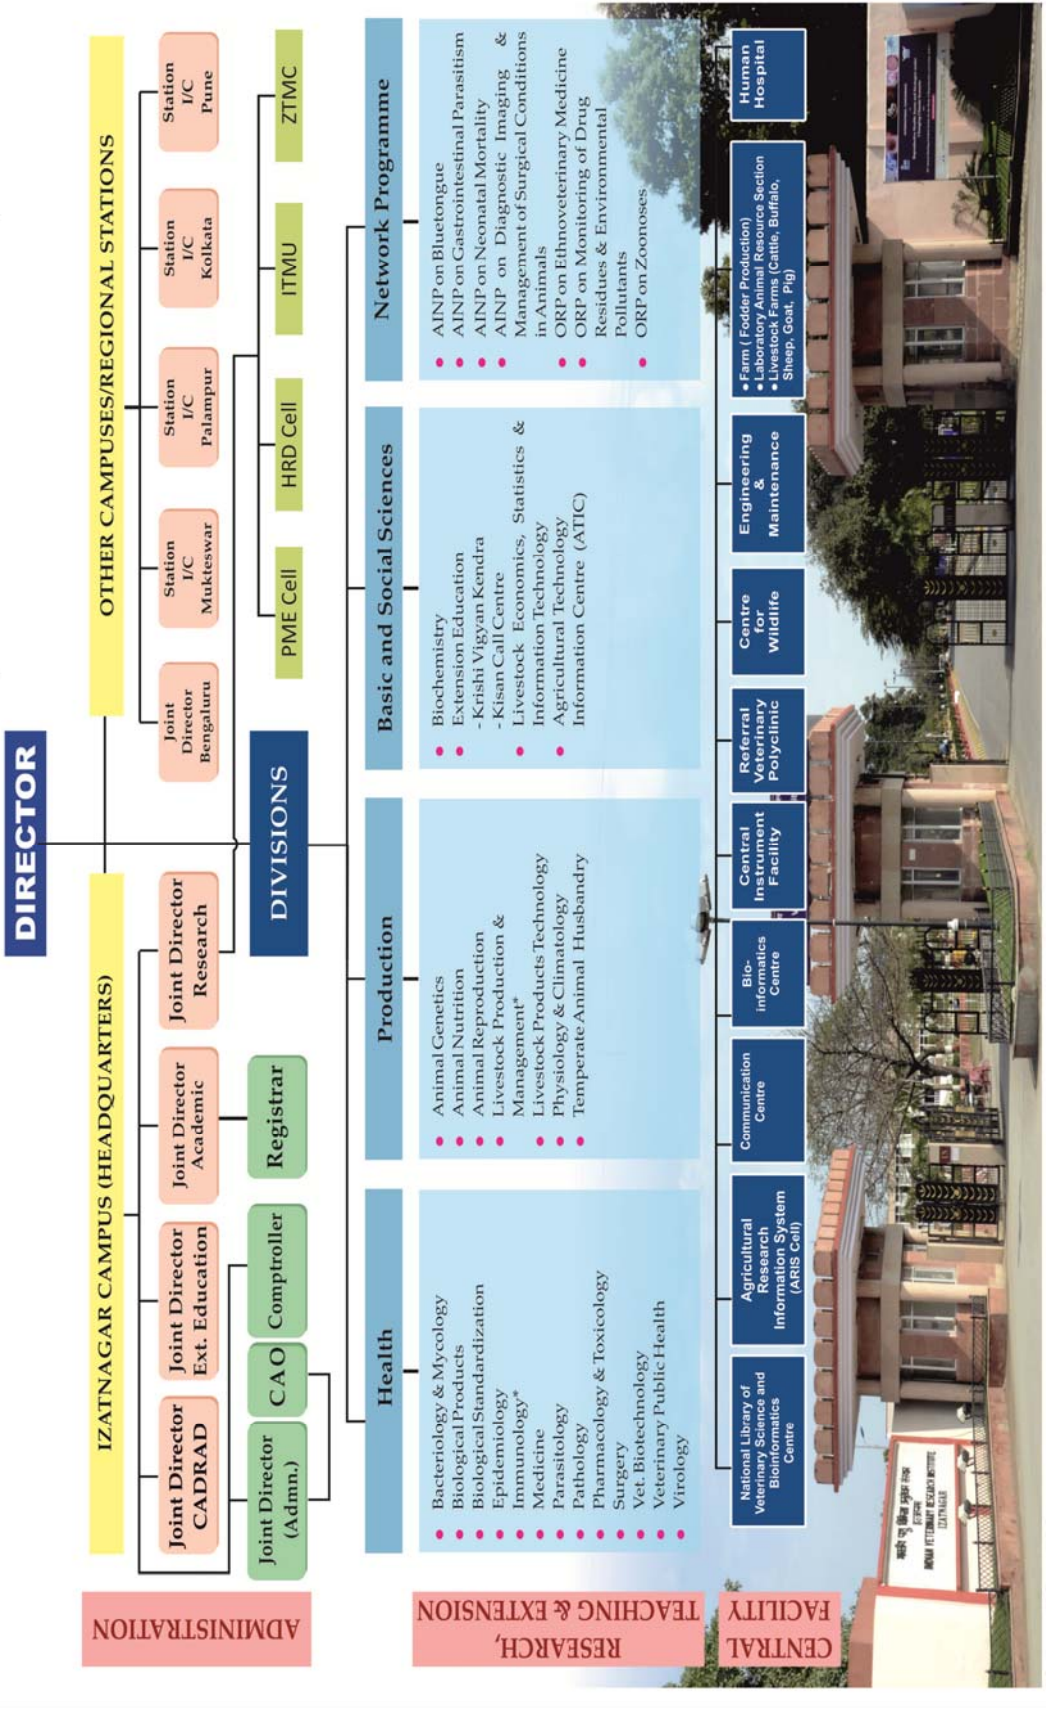 DIRECTOR
IZATNAGAR CAMPUS (HEADQUARTERS)
OTHER CAMPUSES/REGIONAL STATIONS
ADMINISTRATION
Joint Director
CADRAD
Joint Director
Ext. Education
Joint Director
Academic
Joint Director
Research
Joint
Director
Bengaluru
Station
I/C
Mukteswar
Station
I/C
Palampur
Station
I/C
Kolkata
Station
I/C
Pune
Joint Director
(Admn.)
CAO
Comptroller
Registrar
DIVISIONS
PME Cell
HRD Cell
ITMU
ZTMC
RESEARCH,
TEACHING & EXTENSION
Health
• Bacteriology & Mycology
• Biological Products
• Biological Standardization
• Epidemiology
• Immunology*
• Medicine
• Parasitology
• Pathology
• Pharmacology & Toxicology
• Surgery
• Vet. Biotechnology
• Veterinary Public Health
• Virology
Production
• Animal Genetics
• Animal Nutrition
• Animal Reproduction
• Livestock Production &
Management*
• Livestock Products Technology
• Physiology & Climatology
• Temperate Animal Husbandry
Basic and Social Sciences
• Biochemistry
• Extension Education
- Krishi Vigyan Kendra
- Kisan Call Centre
• Livestock Economics, Statistics &
Information Technology
• Agricultural Technology
Information Centre (ATIC)
Network Programme
• AINP on Bluetongue
• AINP on Gastrointestinal Parasitism
• AINP on Neonatal Mortality
• AINP on Diagnostic Imaging &
Management of Surgical Conditions
in Animals
• ORP on Ethnoveterinary Medicine
• ORP on Monitoring of Drug
Residues & Environmental
Pollutants
• ORP on Zoonoses
CENTRAL
FACILITY
National Library of
Veterinary Science and
Bioinformatics
Centre
Agricultural
Research
Information System
(ARIS Cell)
Communication
Centre
Bio-
informatics
Centre
Central
Instrument
Facility
Referral
Veterinary
Polyclinic
Centre
for
Wildlife
Engineering
&
Maintenance
• Farm ( Fodder Production)
• Laboratory Animal Resource Section
• Livestock Farms (Cattle, Buffalo,
Sheep, Goat, Pig)
Human
Hospital
INDIAN VETERINARY RESEARCH INSTITUTE
IZATNAGAR